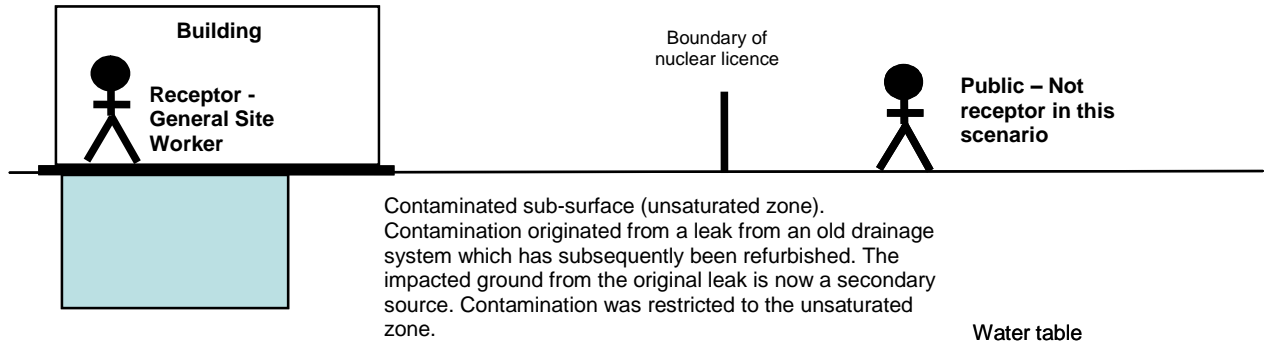 Building
Receptor -
General Site
Worker
Boundary of
nuclear licence
Public – Not
receptor in this
scenario
Contaminated sub-surface (unsaturated zone).
Contamination originated from a leak from an old drainage
system which has subsequently been refurbished. The
impacted ground from the original leak is now a secondary
source. Contamination was restricted to the unsaturated
zone.
Water table